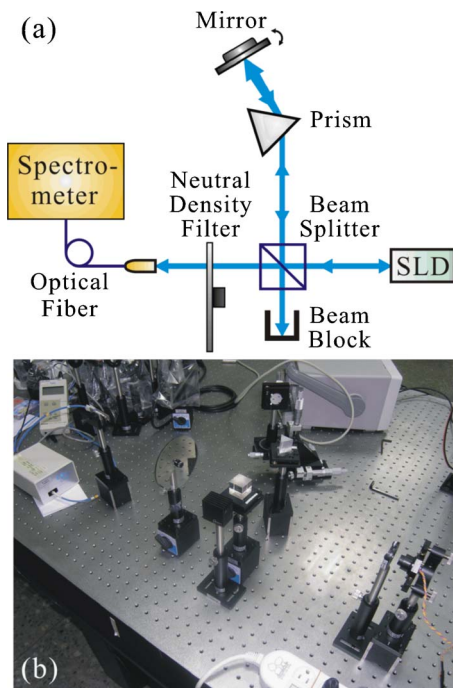 (a)
Mirror
Prism
Spectro-
meter
Neutral
Density
Filter
Beam
Splitter
SLD
Optical
Fiber
Beam
Block
(b)